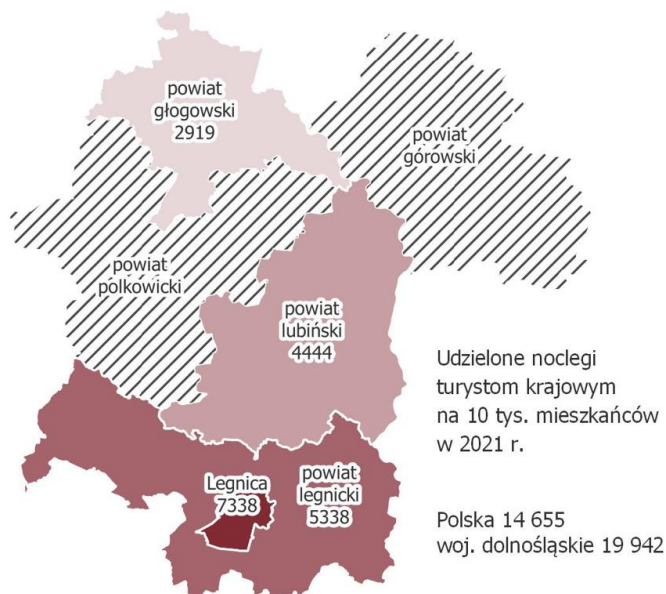 powiat
głogowski
2919
powiat
górowski
powiat
polkowicki
powiat
lubiński
4444
Legnica
7338
powiat
legnicki
5338
Udzielone noclegi
turystom krajowym
na 10 tys. mieszkańców
w 2021 r.
Polska 14 655
woj. dolnośląskie 19 942